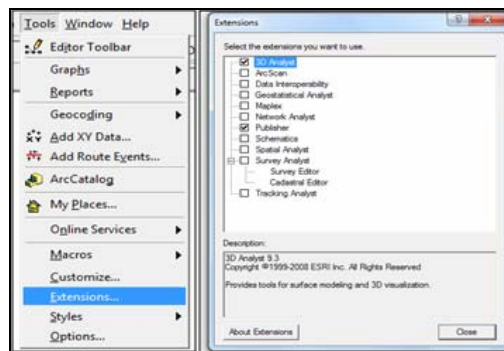 Tools Window Help
Editor Toolbar
Graphs
Reports
Geocoding
Add XY Data...
Add Route Events...
ArcCatalog
My Places...
Online Services
Macros
Customize...
Extensions...
Styles
Options...
Extensions
Select the extensions you want to use.
3D Analyst
ArcScan
Data Interoperability
Geostatistical Analyst
Maplex
Network Analyst
Publisher
Schematics
Spatial Analyst
Survey Analyst
Survey Editor
Cadastral Editor
Tracking Analyst
Description:
3D Analyst 9.3
Copyright ©1999-2008 ESRI Inc. All Rights Reserved
Provides tools for surface modeling and 3D visualization.
About Extensions
Close